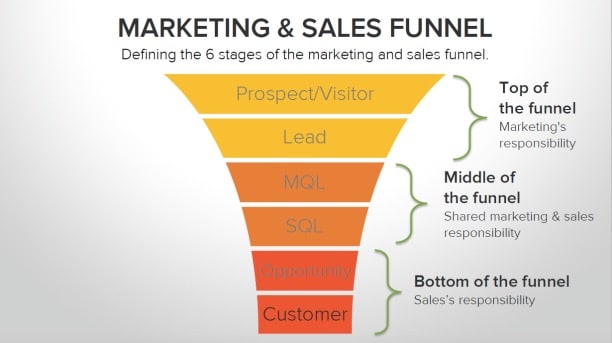 MARKETING & SALES FUNNEL
Defining the 6 stages of the marketing and sales funnel.
Prospect/Visitor
Lead
MQL
SQL
Opportunity
Customer
Top of
the funnel
Marketing's
responsibility
Middle of
the funnel
Shared marketing & sales
responsibility
Bottom of the funnel
Sales's responsibility